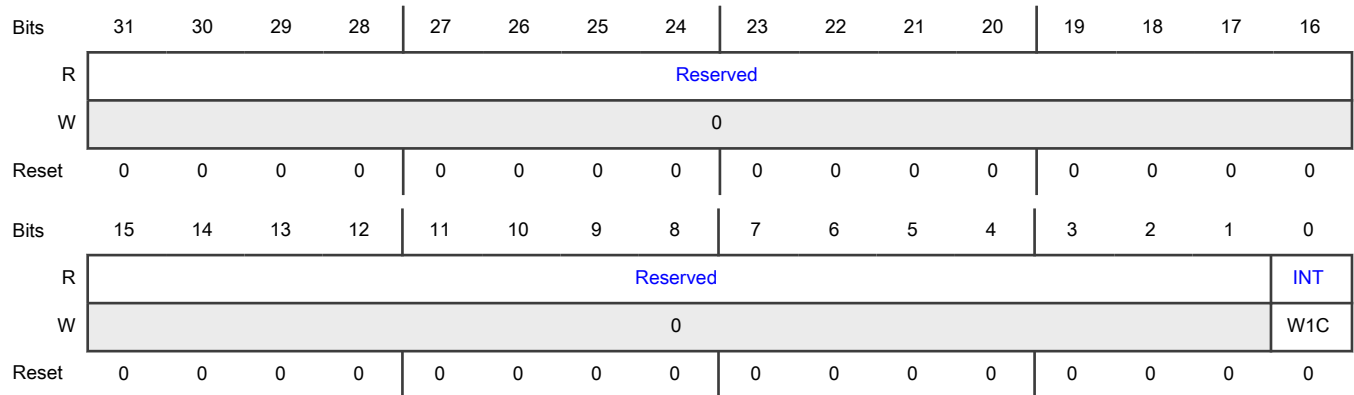 Bits 31 30 29 28 27 26 25 24 23 22 21 20 19 18 17 16
R Reserved
W 0
Reset 0 0 0 0 0 0 0 0 0 0 0 0 0 0 0 0
Bits 15 14 13 12 11 10 9 8 7 6 5 4 3 2 1 0
R Reserved INT
W 0 W1C
Reset 0 0 0 0 0 0 0 0 0 0 0 0 0 0 0 0